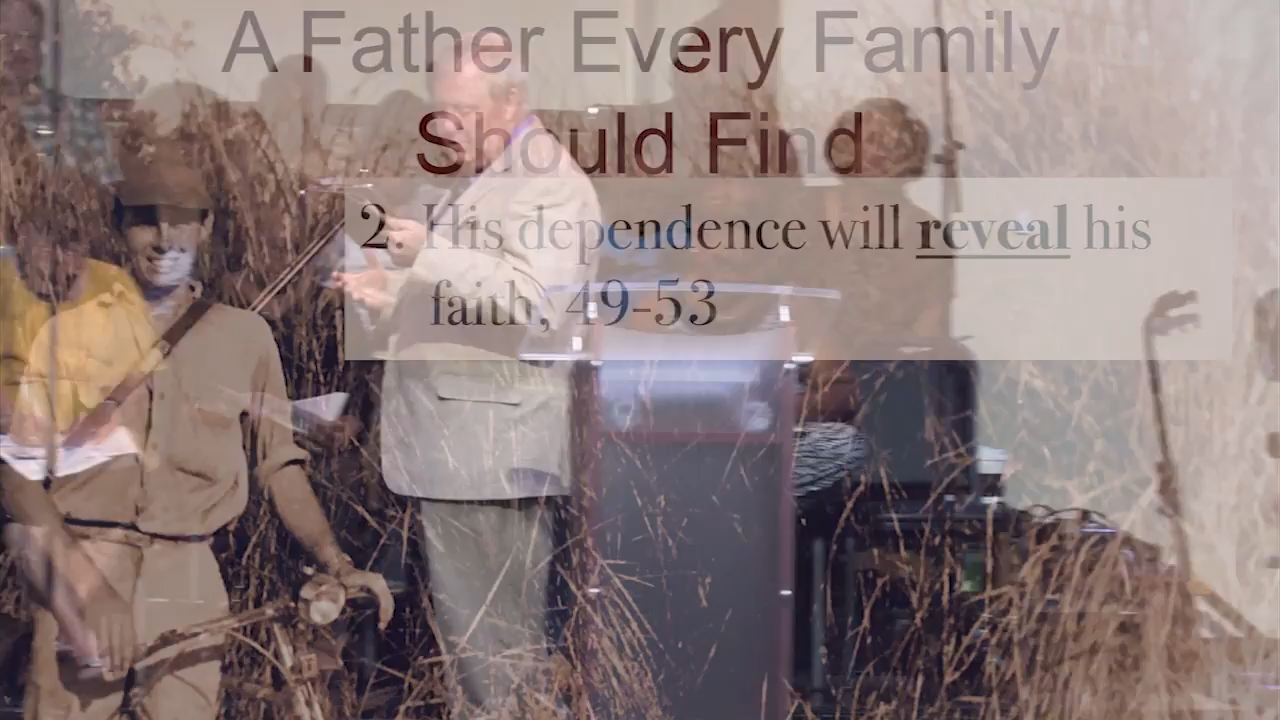 A Father Every Family
Should Find
2. His dependence will reveal his
faith, 49-53